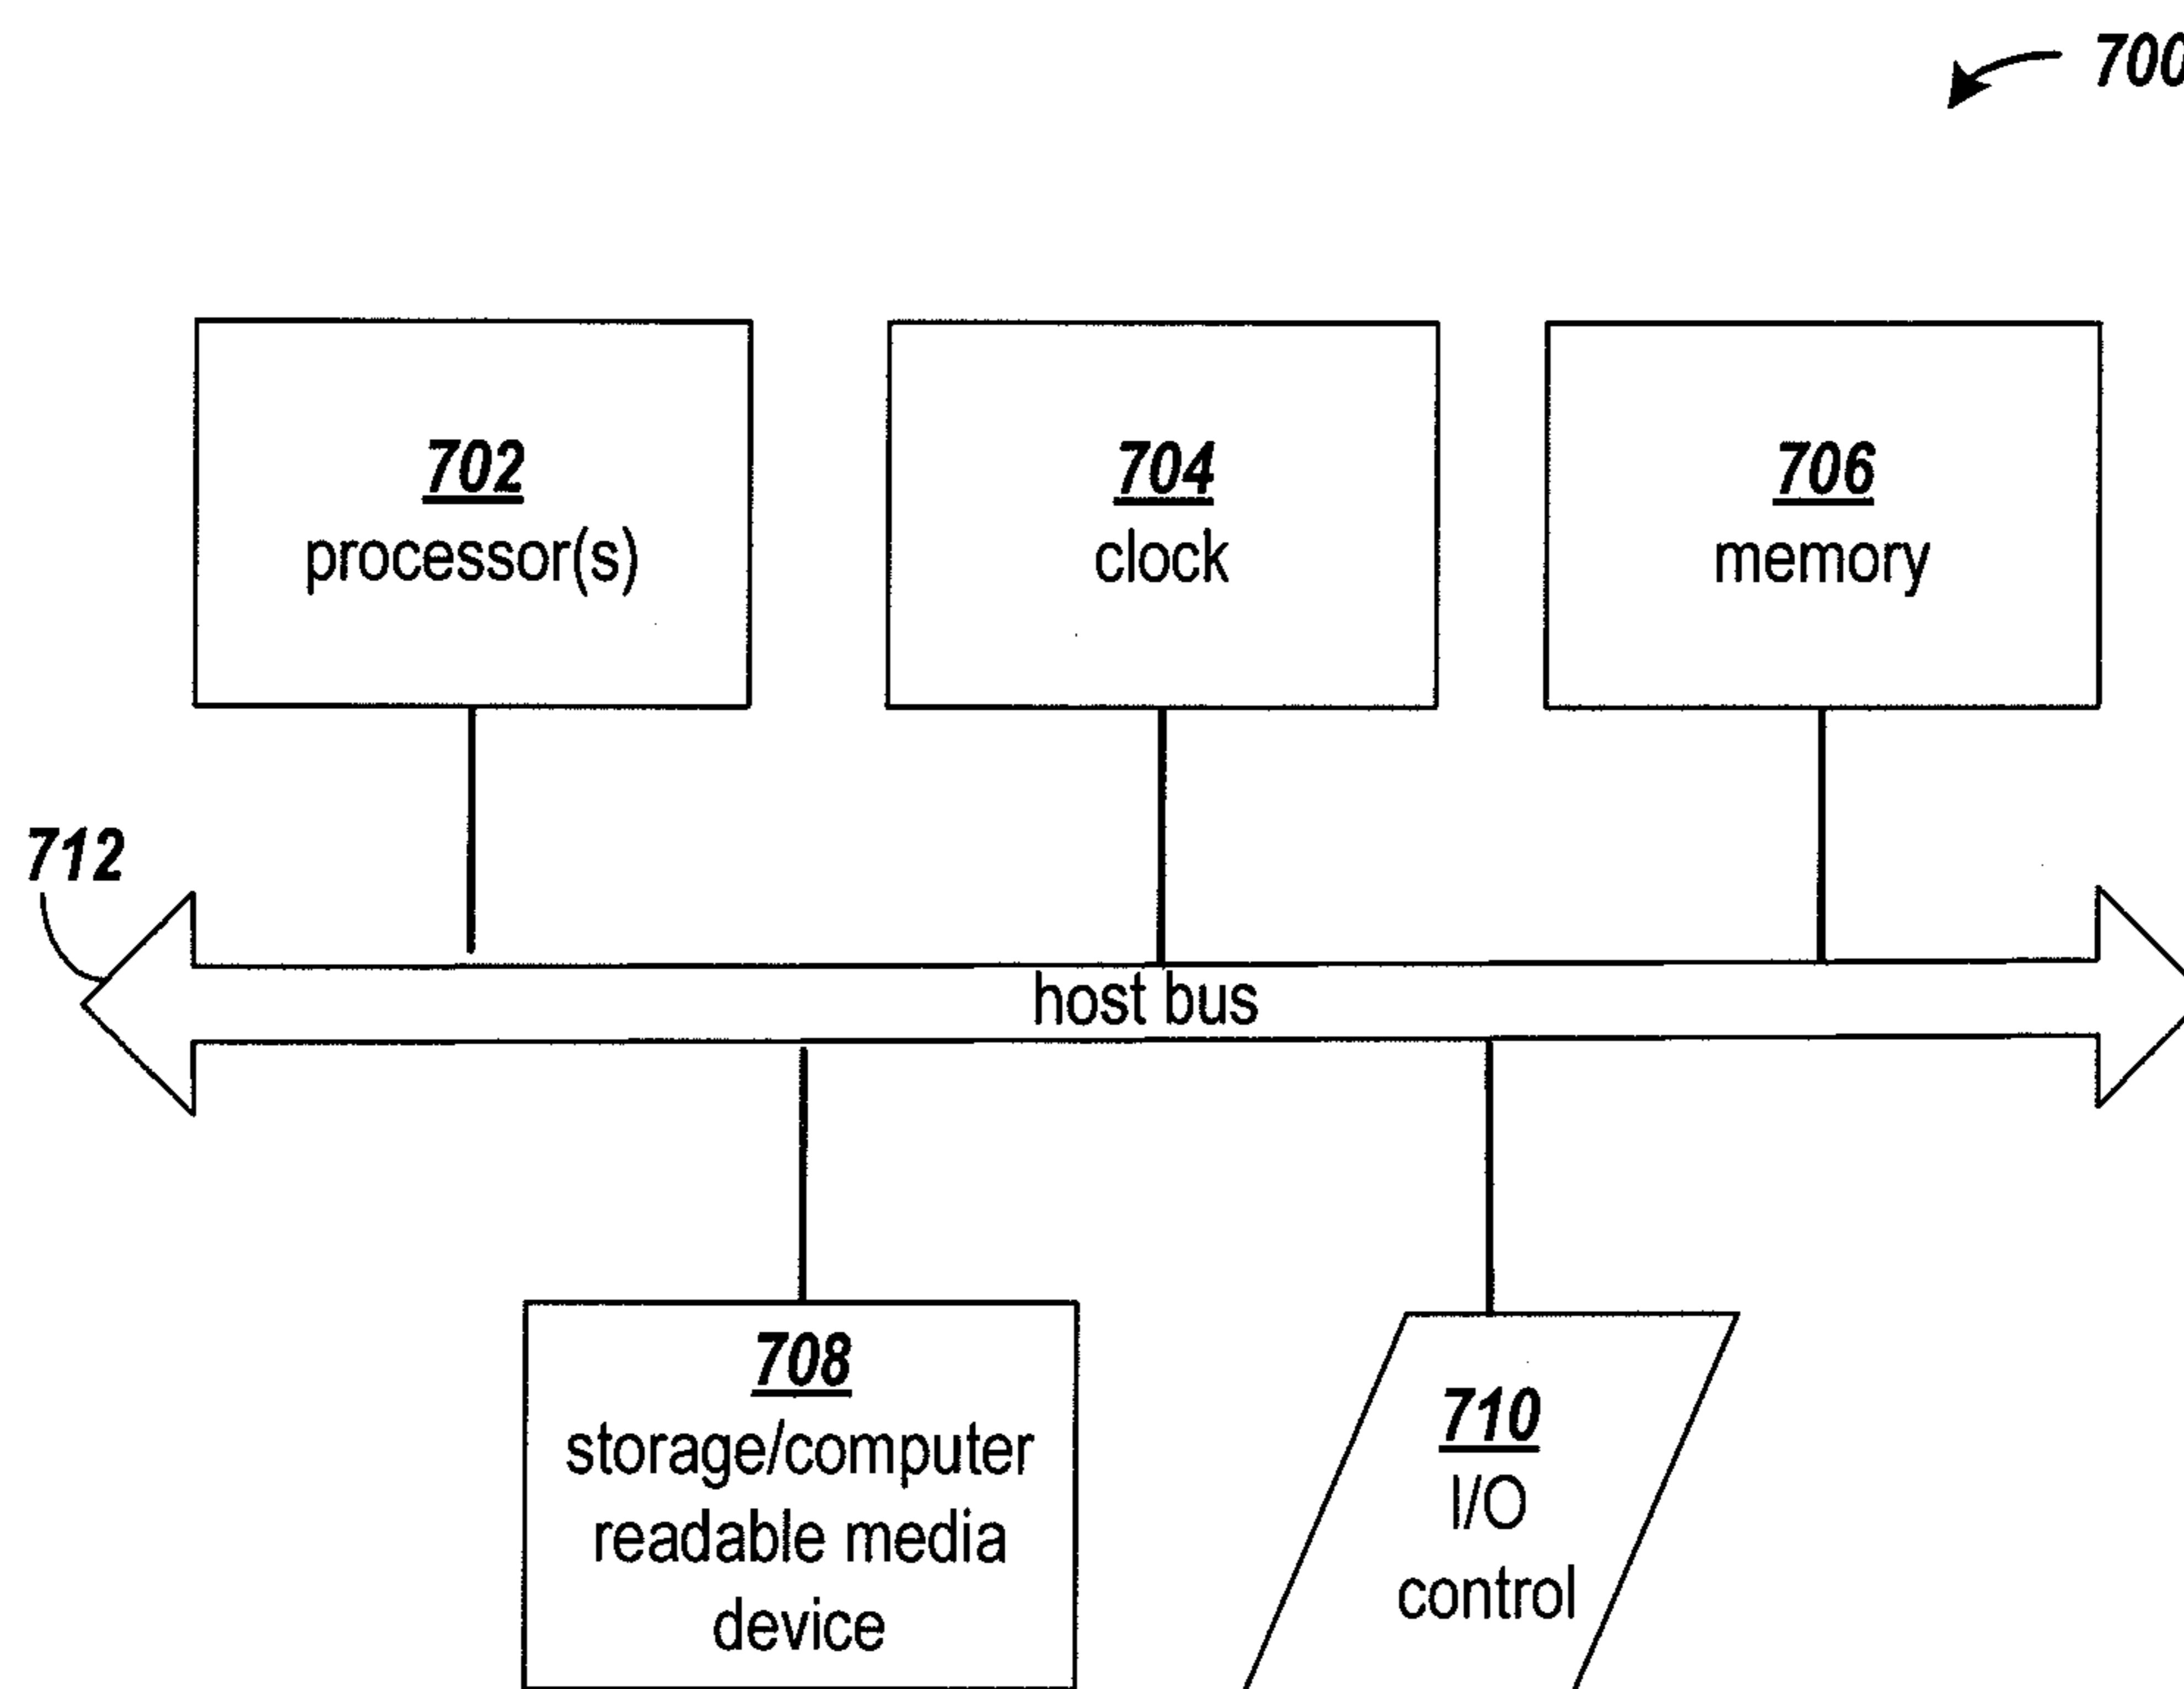 700
702
processor(s)
704
clock
706
memory
712
host bus
708
storage/computer
readable media
device
710
I/O
control